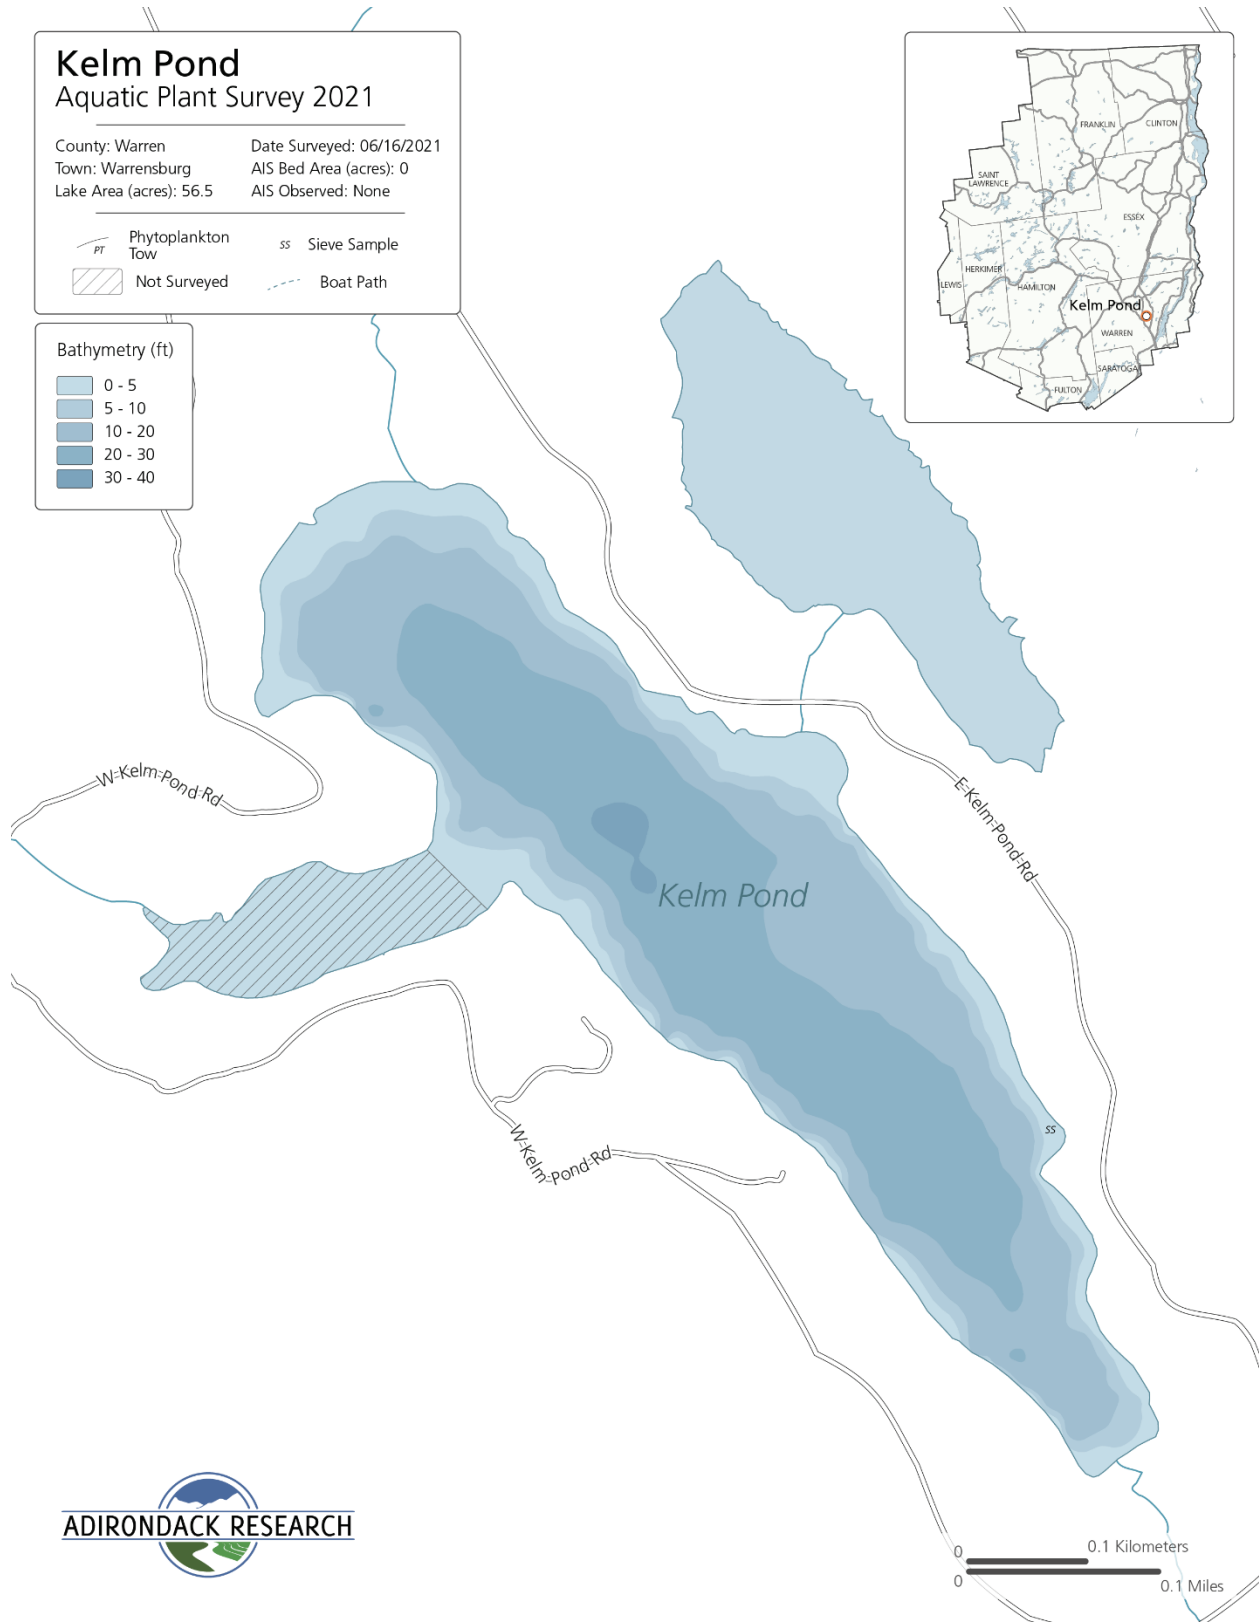 Kelm Pond
Aquatic Plant Survey 2021
County: Warren
Date Surveyed: 06/16/2021
Town: Warrensburg
AIS Bed Area (acres): 0
Lake Area (acres): 56.5
AIS Observed: None
PT
Phytoplankton
Tow
ss
Sieve Sample
Not Surveyed
Boat Path
Bathymetry (ft)
0 - 5
5 - 10
10 - 20
20 - 30
30 - 40
FRANKLIN
CLINTON
SAINT
LAWRENCE
ESSEX
HERKIMER
LEWIS
HAMILTON
Kelm Pond
WARREN
SARATOGA
FULTON
W-Kelm-Pond-Rd
E-Kelm-Pond-Rd
Kelm Pond
ss
W-Kelm-Pond-Rd
ADIRONDACK RESEARCH
0
0.1 Kilometers
0
0.1 Miles